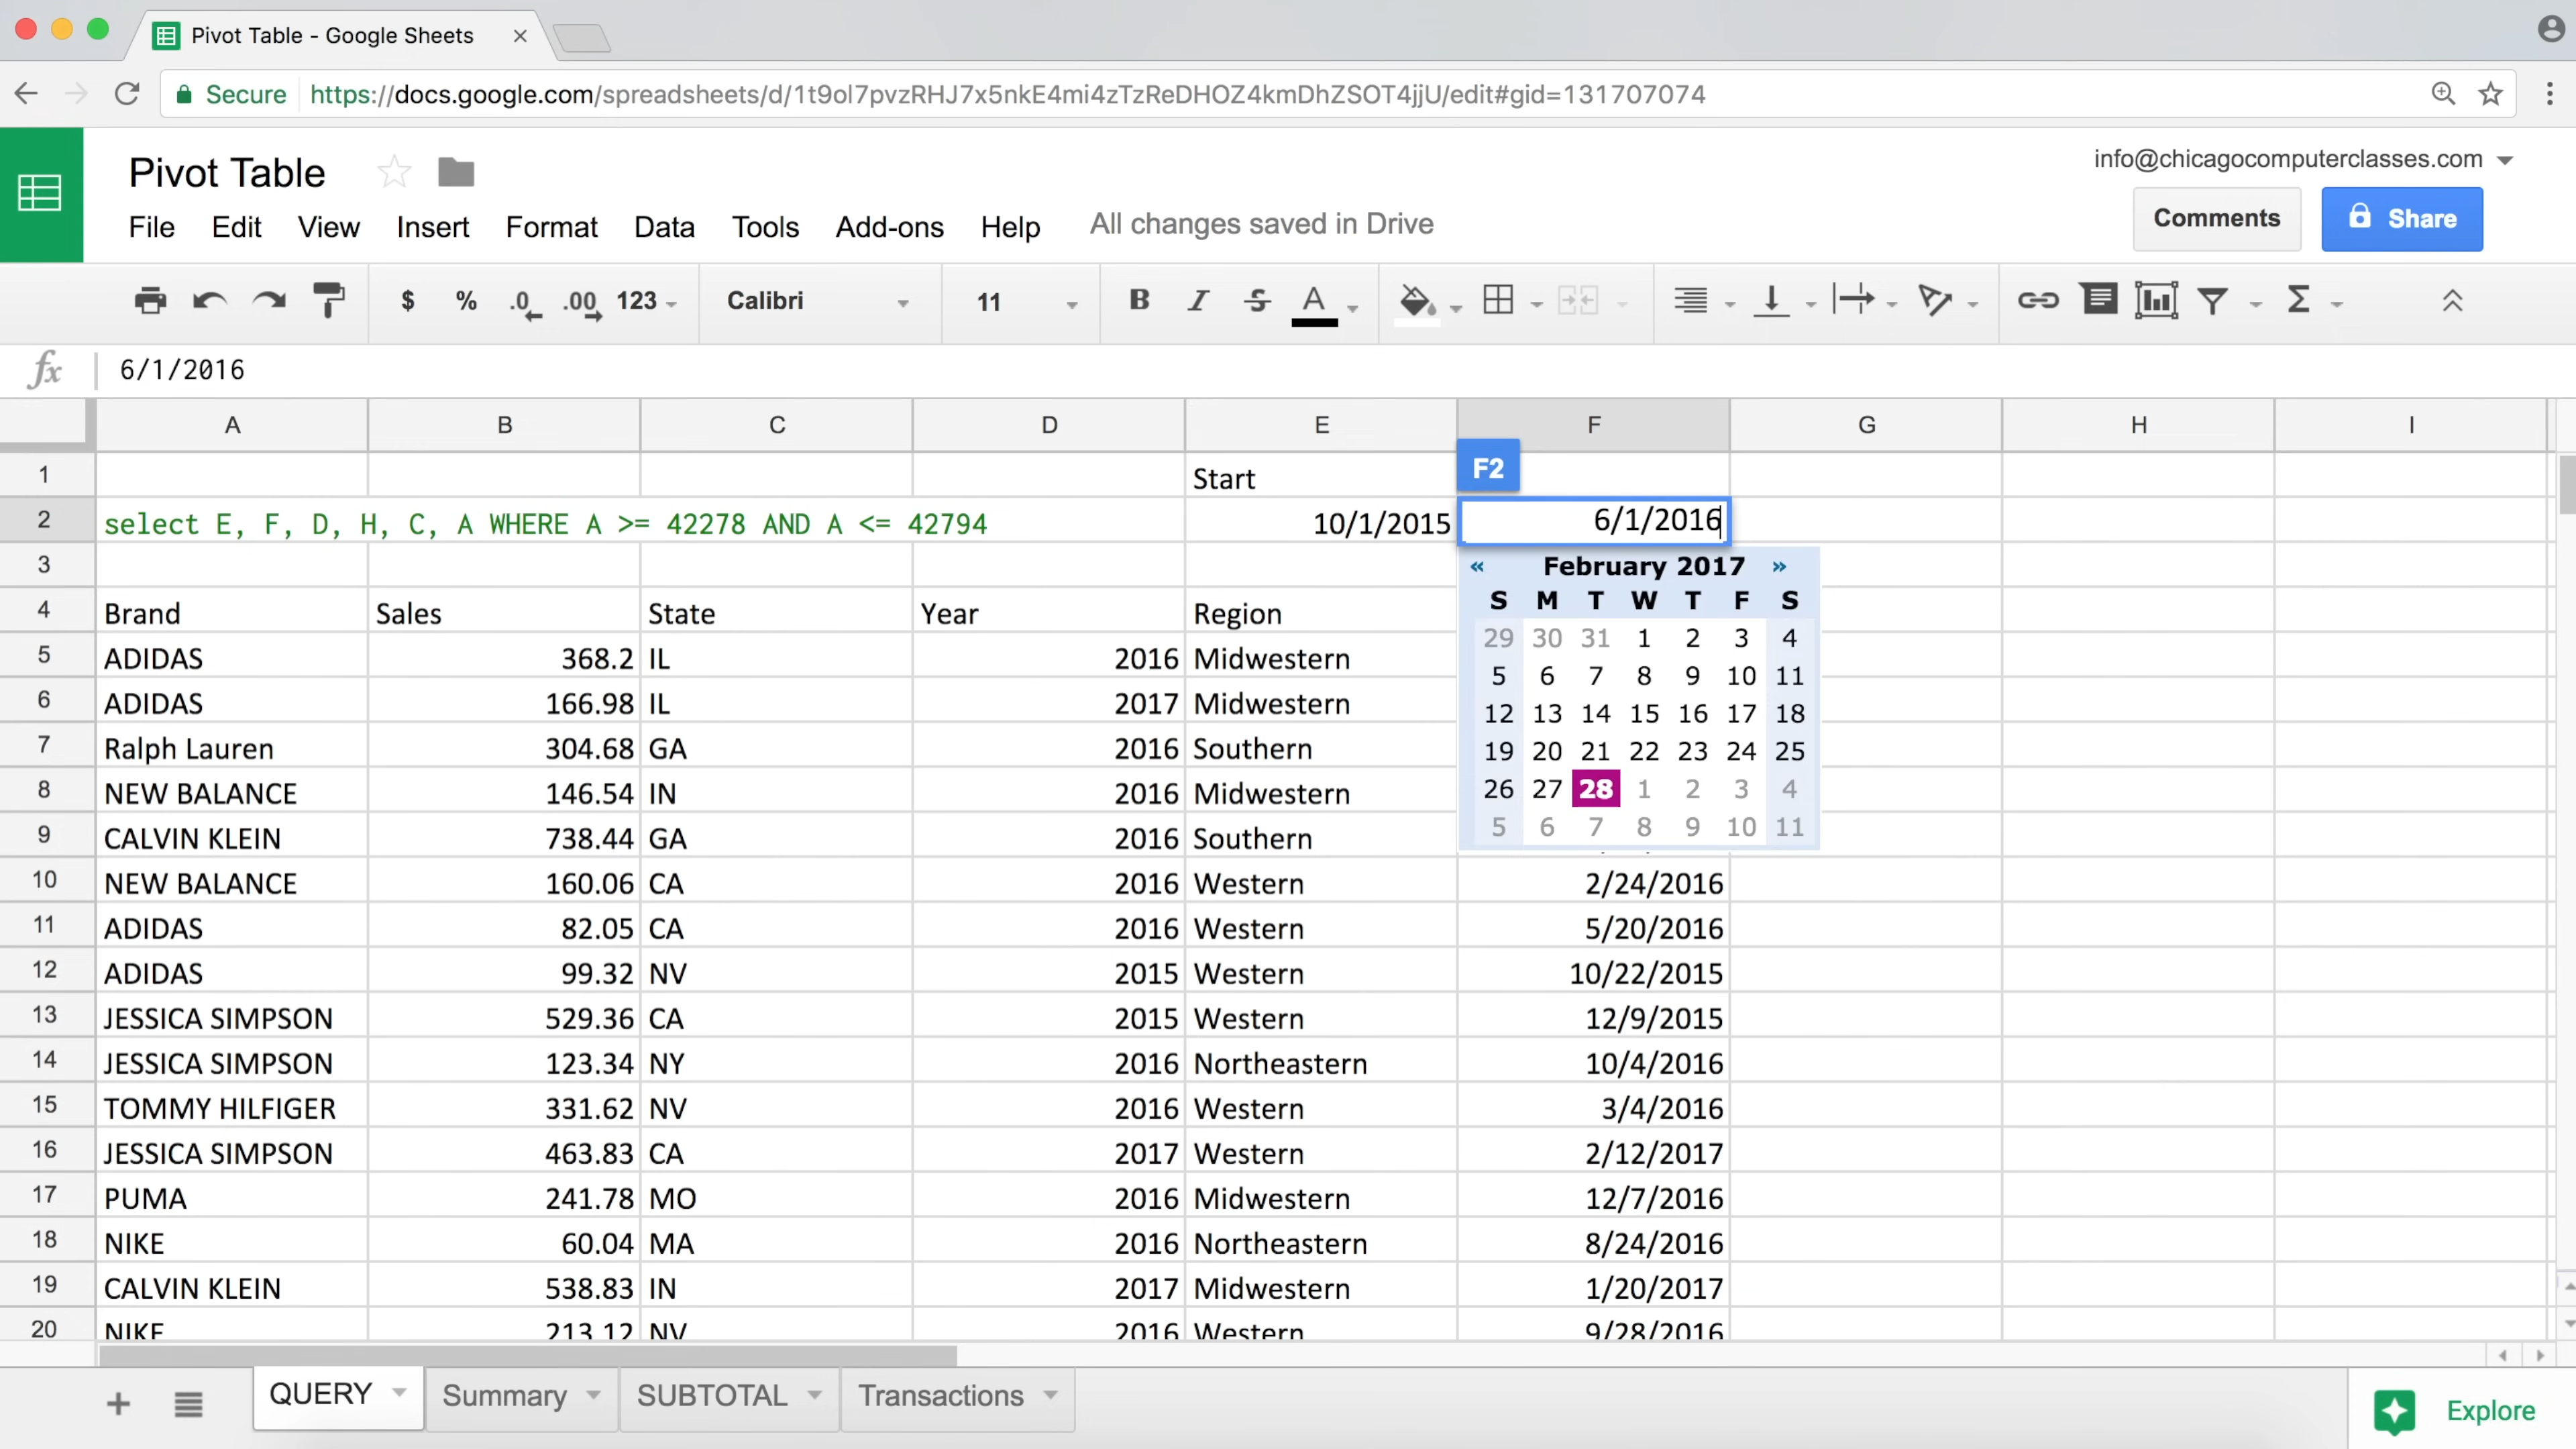 Pivot Table - Google Sheets
Secure https://docs.google.com/spreadsheets/d/1t9ol7pvzRHJ7x5nkE4mi4zTzReDHOZ4kmDhZSOT4jjU/edit#gid=131707074
Pivot Table
info@chicagocomputerclasses.com
File Edit View Insert Format Data Tools Add-ons Help All changes saved in Drive
Comments Share
$ % .0 .00 123 Calibri 11 B I S A Σ
fx 6/1/2016
A B C D E F G H I
1 Start F2
2 select E, F, D, H, C, A WHERE A >= 42278 AND A <= 42794 10/1/2015 6/1/2016
3
« February 2017 »
S M T W T F S
29 30 31 1 2 3 4
5 6 7 8 9 10 11
12 13 14 15 16 17 18
19 20 21 22 23 24 25
26 27 28 1 2 3 4
5 6 7 8 9 10 11
4 Brand Sales State Year Region
5 ADIDAS 368.2 IL 2016 Midwestern
6 ADIDAS 166.98 IL 2017 Midwestern
7 Ralph Lauren 304.68 GA 2016 Southern
8 NEW BALANCE 146.54 IN 2016 Midwestern
9 CALVIN KLEIN 738.44 GA 2016 Southern
10 NEW BALANCE 160.06 CA 2016 Western 2/24/2016
11 ADIDAS 82.05 CA 2016 Western 5/20/2016
12 ADIDAS 99.32 NV 2015 Western 10/22/2015
13 JESSICA SIMPSON 529.36 CA 2015 Western 12/9/2015
14 JESSICA SIMPSON 123.34 NY 2016 Northeastern 10/4/2016
15 TOMMY HILFIGER 331.62 NV 2016 Western 3/4/2016
16 JESSICA SIMPSON 463.83 CA 2017 Western 2/12/2017
17 PUMA 241.78 MO 2016 Midwestern 12/7/2016
18 NIKE 60.04 MA 2016 Northeastern 8/24/2016
19 CALVIN KLEIN 538.83 IN 2017 Midwestern 1/20/2017
20 NIKE 213.12 NV 2016 Western 9/28/2016
QUERY Summary SUBTOTAL Transactions Explore